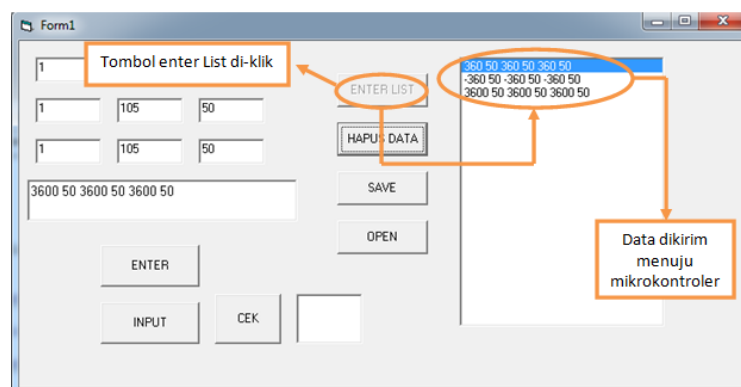 Form1
1
Tombol enter List di-klik
ENTER LIST
360 50 360 50 360 50
-360 50 -360 50 -360 50
3600 50 3600 50 3600 50
1 105 50
1 105 50
HAPUS DATA
3600 50 3600 50 3600 50
SAVE
OPEN
ENTER
INPUT
CEK
Data dikirim
menuju
mikrokontroler